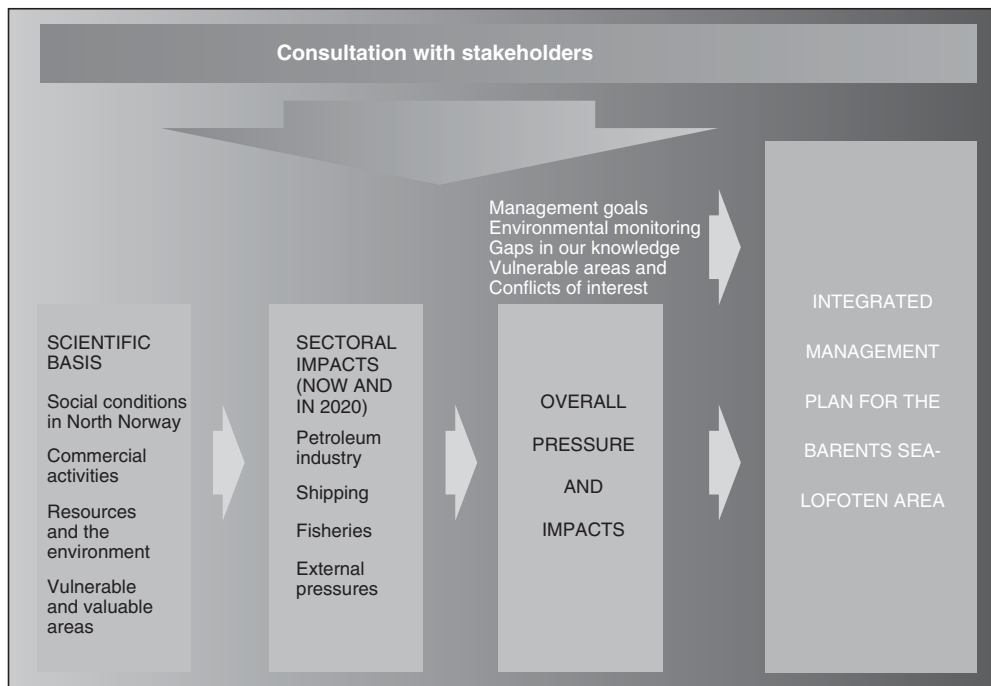 Consultation with stakeholders
Management goals
Environmental monitoring
Gaps in our knowledge
Vulnerable areas and
Conflicts of interest
SCIENTIFIC
BASIS
Social conditions
in North Norway
Commercial
activities
Resources
and the
environment
Vulnerable
and valuable
areas
SECTORAL
IMPACTS
(NOW AND
IN 2020)
Petroleum
industry
Shipping
Fisheries
External
pressures
OVERALL
PRESSURE
AND
IMPACTS
INTEGRATED
MANAGEMENT
PLAN FOR THE
BARENTS SEA-
LOFOTEN AREA